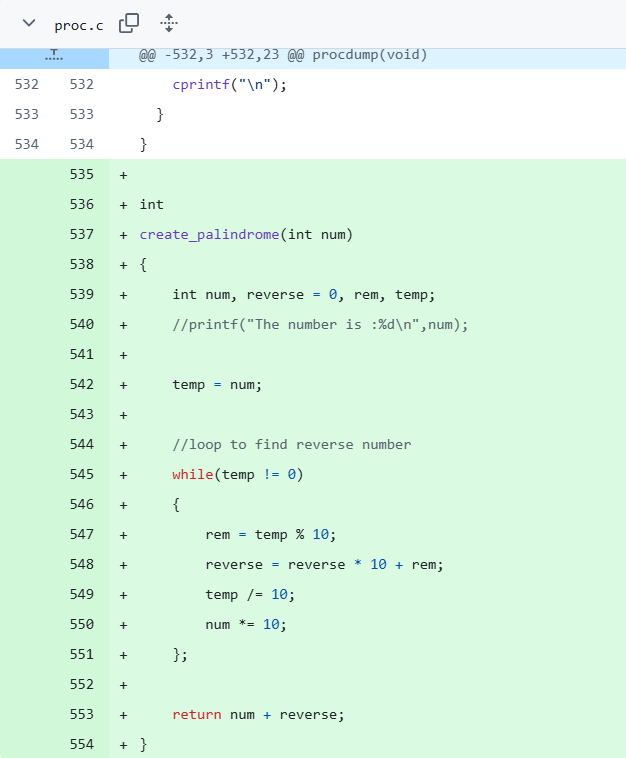 proc.c
@@ -532,3 +532,23 @@ procdump(void)
532 532 cprintf("\n");
533 533 }
534 534 }
535 +
536 + int
537 + create_palindrome(int num)
538 + {
539 + int num, reverse = 0, rem, temp;
540 + //printf("The number is :%d\n",num);
541 +
542 + temp = num;
543 +
544 + //loop to find reverse number
545 + while(temp != 0)
546 + {
547 + rem = temp % 10;
548 + reverse = reverse * 10 + rem;
549 + temp /= 10;
550 + num *= 10;
551 + };
552 +
553 + return num + reverse;
554 + }